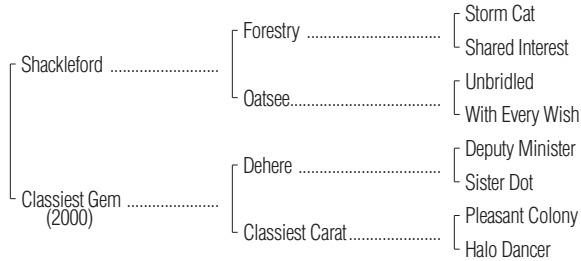 Storm Cat
Forestry ..........................................
Shared Interest
Shackleford ..................................
Unbridled
Oatsee..............................................
With Every Wish
Deputy Minister
Dehere ..........................................
Sister Dot
Classiest Gem ....................
(2000)
Pleasant Colony
Classiest Carat............................
Halo Dancer